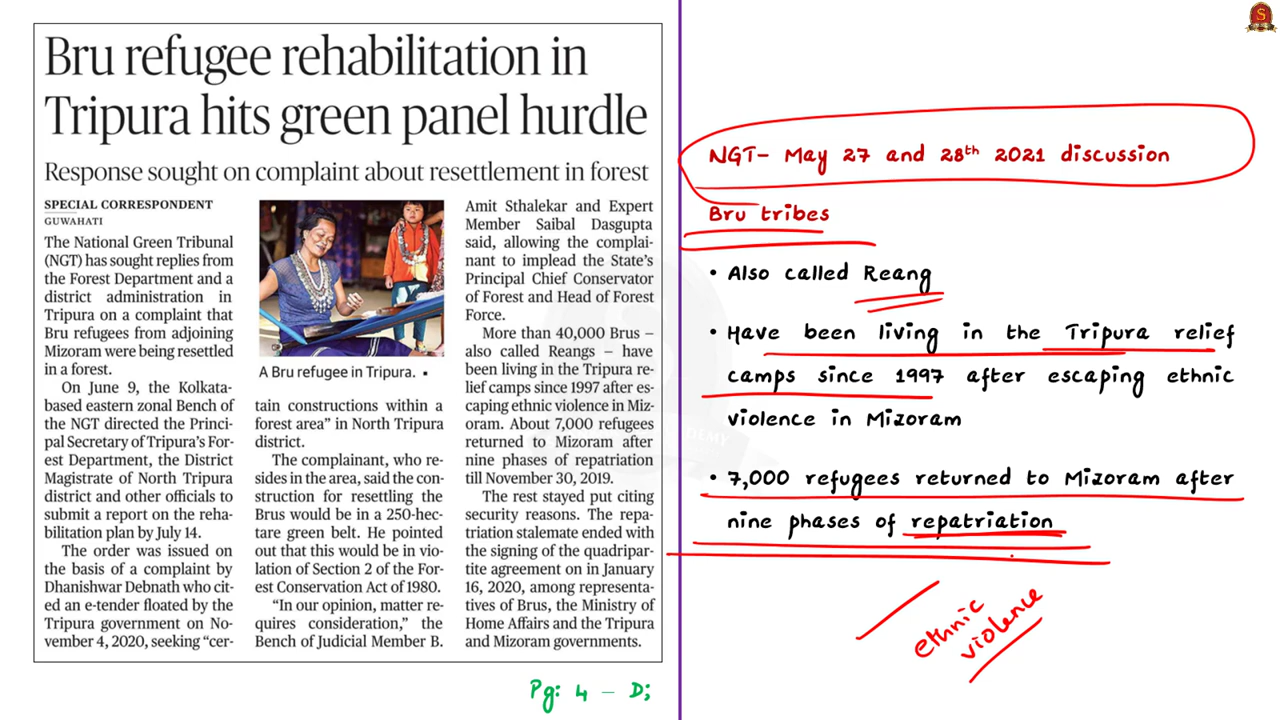 Bru refugee rehabilitation in
Tripura hits green panel hurdle
Response sought on complaint about resettlement in forest
SPECIAL CORRESPONDENT
GUWAHATI
The National Green Tribunal
(NGT) has sought replies from
the Forest Department and a
district administration in
Tripura on a complaint that
Bru refugees from adjoining
Mizoram were being resettled
in a forest.
On June 9, the Kolkata-
based eastern zonal Bench of
the NGT directed the Princi-
pal Secretary of Tripura's For-
est Department, the District
Magistrate of North Tripura
district and other officials to
submit a report on the reha-
bilitation plan by July 14.
The order was issued on
the basis of a complaint by
Dhanishwar Debnath who cit-
ed an e-tender floated by the
Tripura government on No-
vember 4, 2020, seeking "cer-
A Bru refugee in Tripura.
tain constructions within a
forest area" in North Tripura
district.
The complainant, who re-
sides in the area, said the con-
struction for resettling the
Brus would be in a 250-hec-
tare green belt. He pointed
out that this would be in vio-
lation of Section 2 of the For-
est Conservation Act of 1980.
"In our opinion, matter re-
quires consideration," the
Bench of Judicial Member B.
Amit Sthalekar and Expert
Member Saibal Dasgupta
said, allowing the complai-
nant to implead the State's
Principal Chief Conservator
of Forest and Head of Forest
Force.
More than 40,000 Brus –
also called Reangs – have
been living in the Tripura re-
lief camps since 1997 after es-
caping ethnic violence in Miz-
oram. About 7,000 refugees
returned to Mizoram after
nine phases of repatriation
till November 30, 2019.
The rest stayed put citing
security reasons. The repa-
triation stalemate ended with
the signing of the quadripar-
tite agreement on in January
16, 2020, among representa-
tives of Brus, the Ministry of
Home Affairs and the Tripura
and Mizoram governments.
Pg: 4 – D;
NGT- May 27 and 28th 2021 discussion
Bru tribes
• Also called Reang
• Have been living in the Tripura relief
camps since 1997 after escaping ethnic
violence in Mizoram
• 7,000 refugees returned to Mizoram after
nine phases of repatriation
ethnic
violence